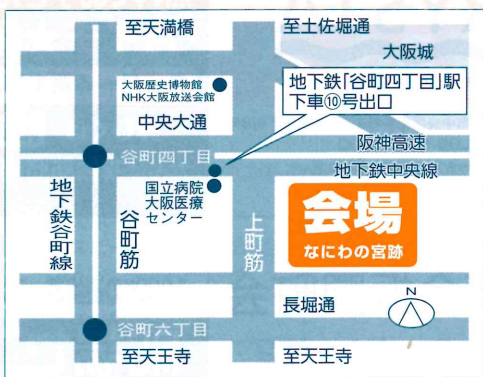 至天満橋
至土佐堀通
大阪城
大阪歴史博物館
NHK大阪放送会館
地下鉄「谷町四丁目」駅
下車⑩号出口
中央大通
阪神高速
谷町四丁目
地下鉄中央線
国立病院
大阪医療
センター
地下鉄谷町線
谷町筋
上町筋
会場
なにわの宮跡
長堀通
N
谷町六丁目
至天王寺
至天王寺